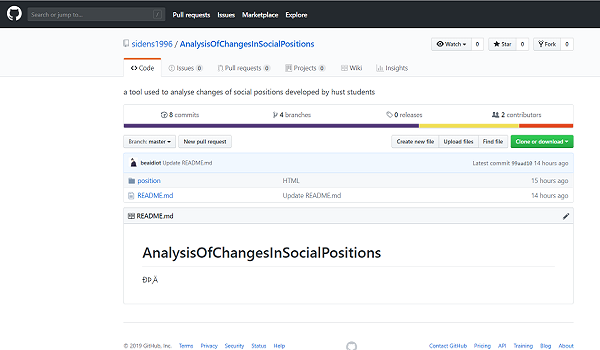 Search or jump to... / Pull requests Issues Marketplace Explore
sidens1996 / AnalysisOfChangesInSocialPositions Watch 0 Star 0 Fork 0
Code Issues 0 Pull requests 0 Projects 0 Wiki Insights
a tool used to analyse changes of social positions developed by hust students
8 commits 4 branches 0 releases 2 contributors
Branch: master New pull request Create new file Upload files Find file Clone or download
beaidiot Update README.md Latest commit 14 hours ago
position HTML 15 hours ago
README.md Update README.md 14 hours ago
README.md
AnalysisOfChangesInSocialPositions
ÐÞ¸Ä
© 2019 GitHub, Inc. Terms Privacy Security Status Help Contact GitHub Pricing API Training Blog About